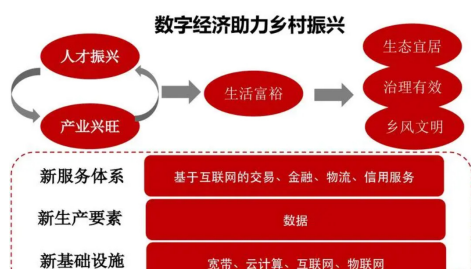 数字经济助力乡村振兴
人才振兴
产业兴旺
生活富裕
生态宜居
治理有效
乡风文明
新服务体系
基于互联网的交易、金融、物流、信用服务
新生产要素
数据
新基础设施
宽带、云计算、互联网、物联网